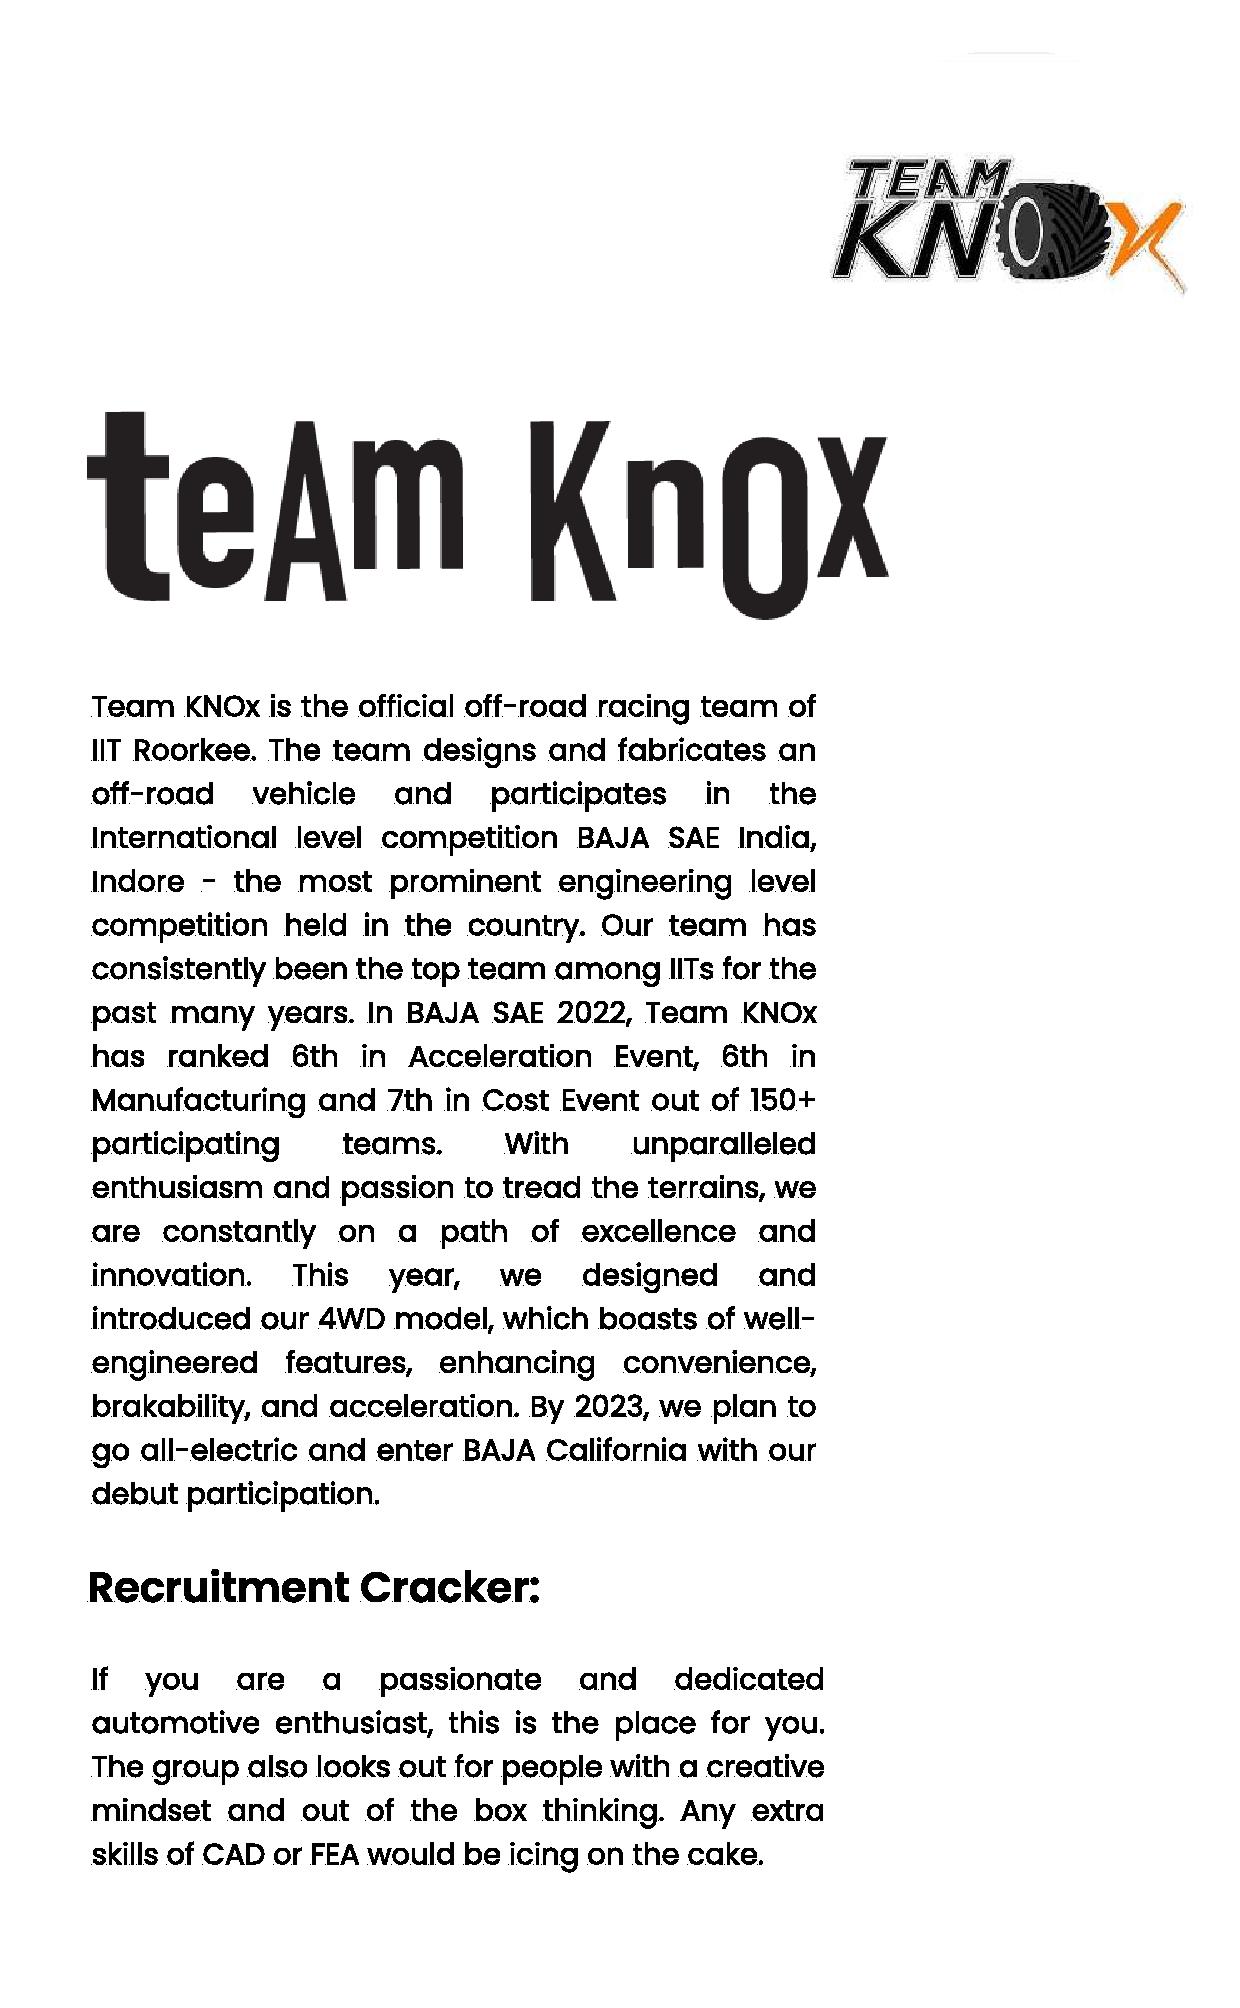 TEAM
KNOX
teAm KnOX
Team KNOx is the official off-road racing team of
IIT Roorkee. The team designs and fabricates an
off-road vehicle and participates in the
International level competition BAJA SAE India,
Indore - the most prominent engineering level
competition held in the country. Our team has
consistently been the top team among IITs for the
past many years. In BAJA SAE 2022, Team KNOx
has ranked 6th in Acceleration Event, 6th in
Manufacturing and 7th in Cost Event out of 150+
participating teams. With unparalleled
enthusiasm and passion to tread the terrains, we
are constantly on a path of excellence and
innovation. This year, we designed and
introduced our 4WD model, which boasts of well-
engineered features, enhancing convenience,
brakability, and acceleration. By 2023, we plan to
go all-electric and enter BAJA California with our
debut participation.
Recruitment Cracker:
If you are a passionate and dedicated
automotive enthusiast, this is the place for you.
The group also looks out for people with a creative
mindset and out of the box thinking. Any extra
skills of CAD or FEA would be icing on the cake.